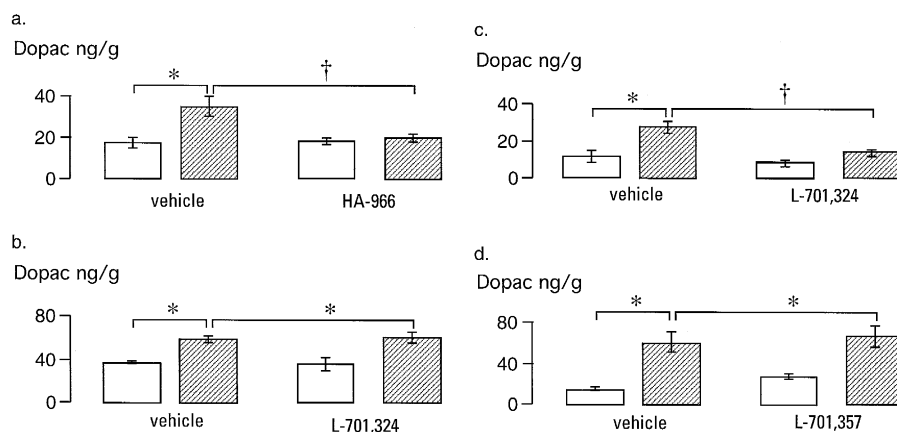 a.
Dopac ng/g
* †
40
20
0
vehicle HA-966
b.
Dopac ng/g
* *
80
40
0
vehicle L-701,324
c.
Dopac ng/g
* †
40
20
0
vehicle L-701,324
d.
Dopac ng/g
* *
80
40
0
vehicle L-701,357